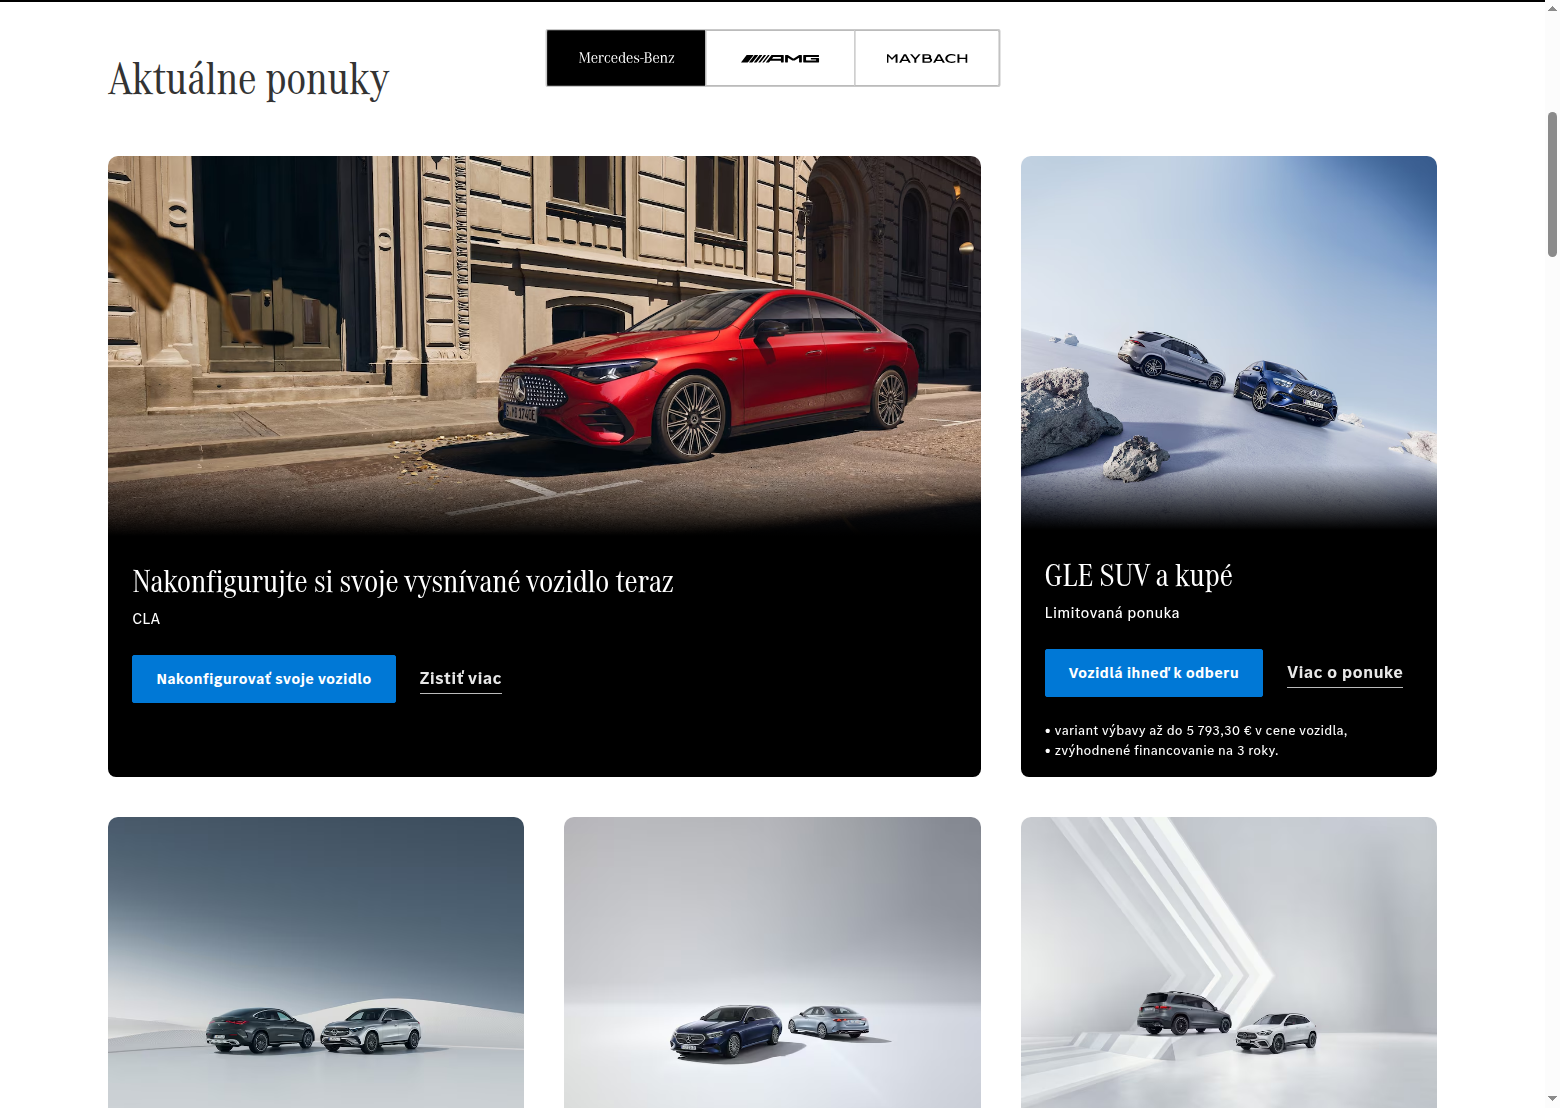 Aktuálne ponuky
Mercedes-Benz
AMG
MAYBACH
Nakonfigurujte si svoje vysnívané vozidlo teraz
CLA
Nakonfigurovať svoje vozidlo
Zistiť viac
GLE SUV a kupé
Limitovaná ponuka
Vozidlá ihneď k odberu
Viac o ponuke
• variant výbavy až do 5 793,30 € v cene vozidla,
• zvýhodnené financovanie na 3 roky.